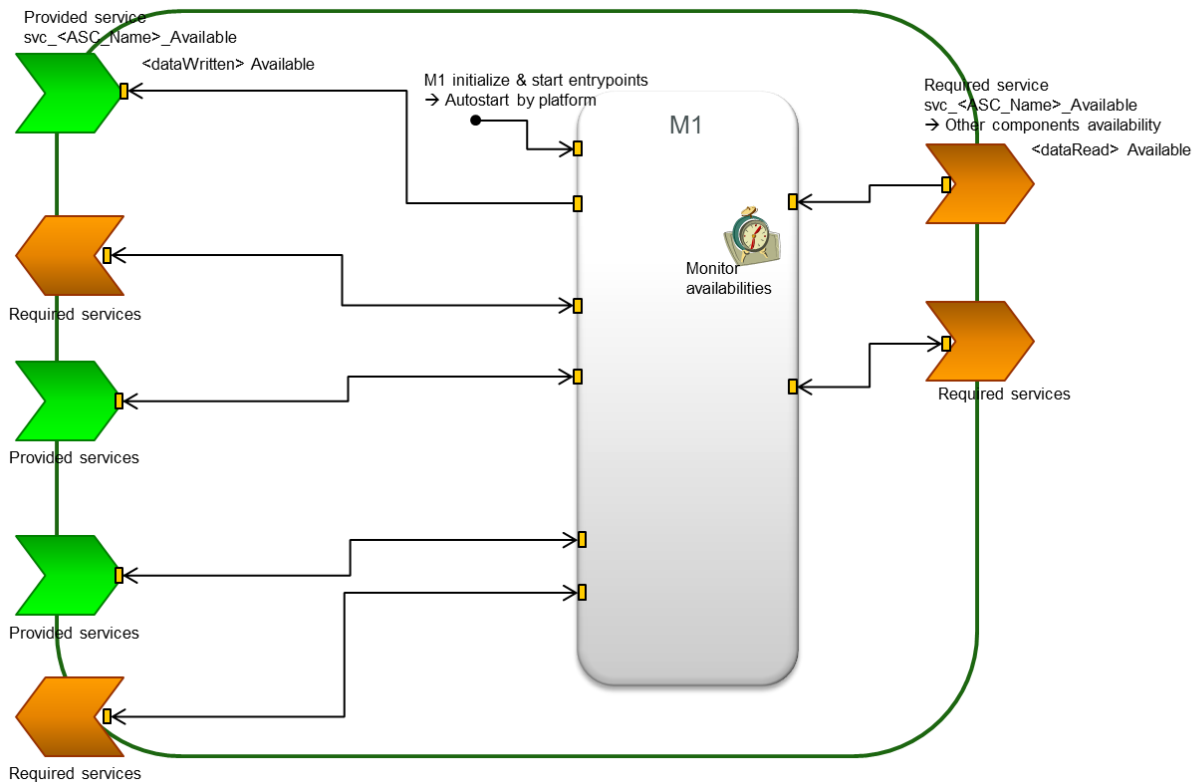 Provided service
svc_<ASC_Name>_Available
<dataWritten> Available
M1 initialize & start entrypoints
→ Autostart by platform
M1
Required service
svc_<ASC_Name>_Available
→ Other components availability
<dataRead> Available
Monitor
availabilities
Required services
Required services
Provided services
Provided services
Required services